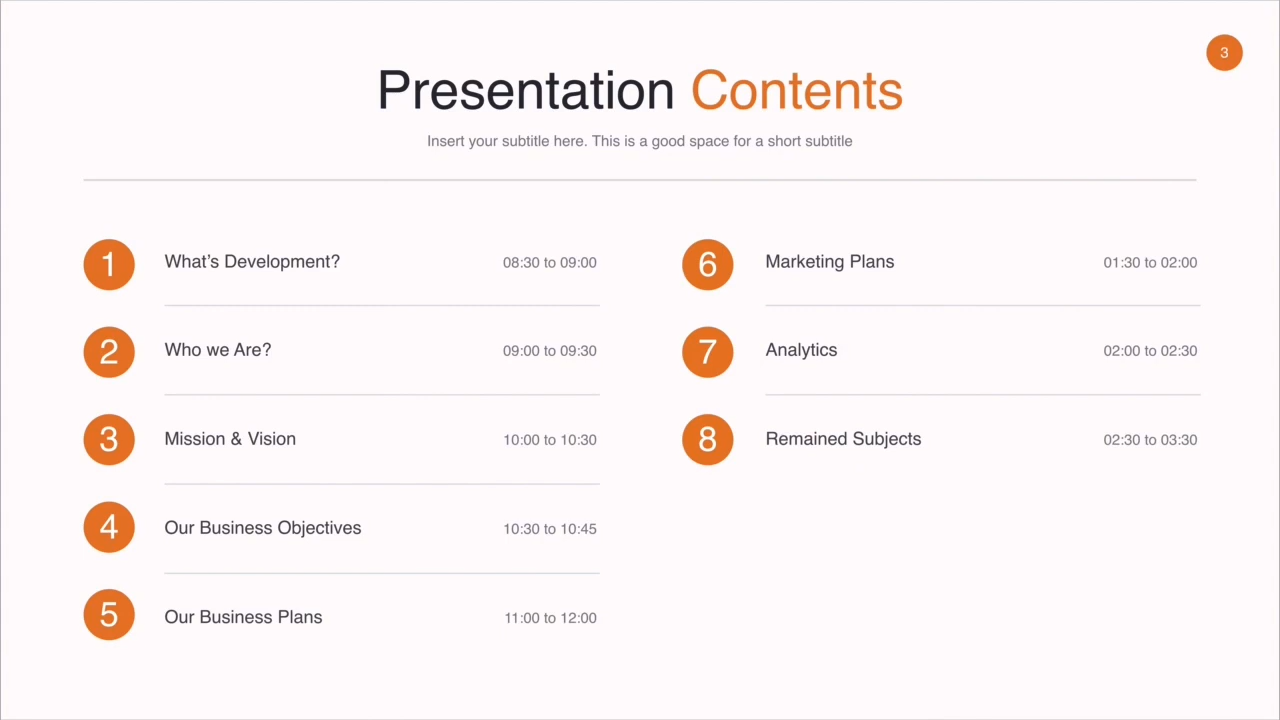 3
Presentation Contents
Insert your subtitle here. This is a good space for a short subtitle
1 What’s Development? 08:30 to 09:00
2 Who we Are? 09:00 to 09:30
3 Mission & Vision 10:00 to 10:30
4 Our Business Objectives 10:30 to 10:45
5 Our Business Plans 11:00 to 12:00
6 Marketing Plans 01:30 to 02:00
7 Analytics 02:00 to 02:30
8 Remained Subjects 02:30 to 03:30